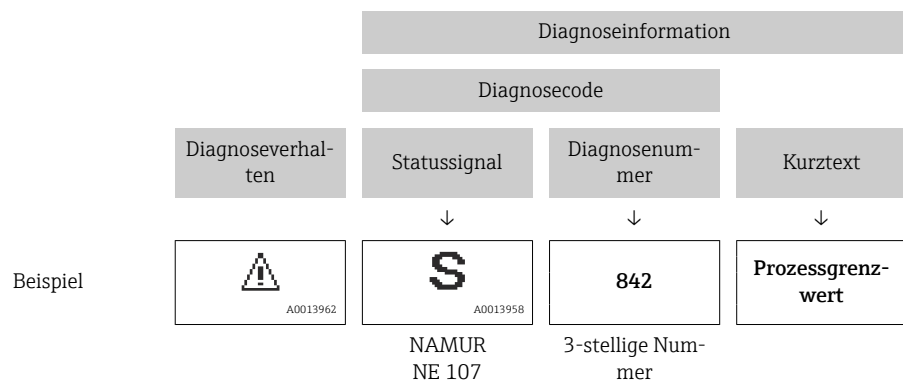 Diagnoseinformation
Diagnosecode
Diagnoseverhal-
ten
Statussignal
Diagnosenum-
mer
Kurztext
↓ ↓ ↓
Beispiel
A0013962
S
A0013958
842
Prozessgrenz-
wert
NAMUR
NE 107
3-stellige Num-
mer